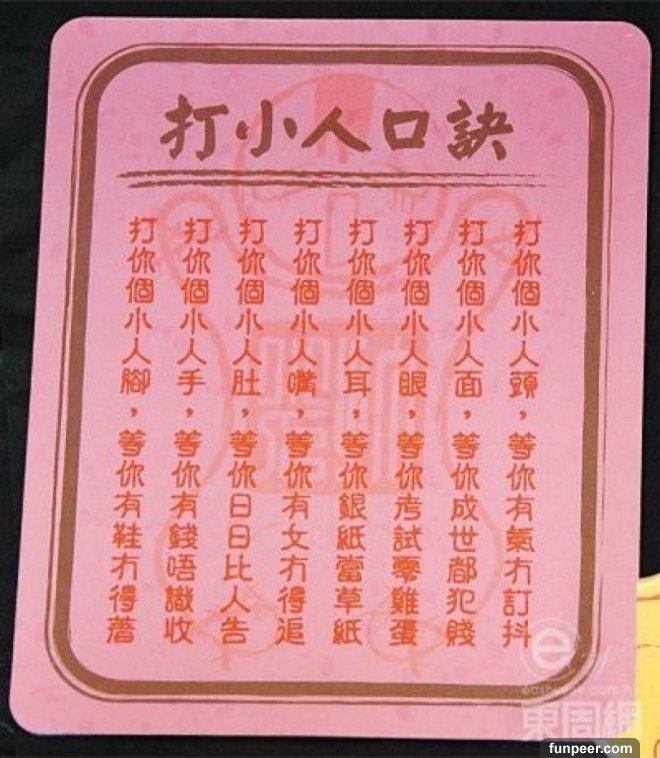 打小人口訣
打你個小人頭，等你有氣冇訂抖
打你個小人面，等你成世都犯賤
打你個小人眼，等你考試零雞蛋
打你個小人耳，等你銀紙當草紙
打你個小人嘴，等你有女冇得追
打你個小人肚，等你日日比人告
打你個小人手，等你有錢唔識收
打你個小人腳，等你有鞋冇得著
東周網
funpeer.com